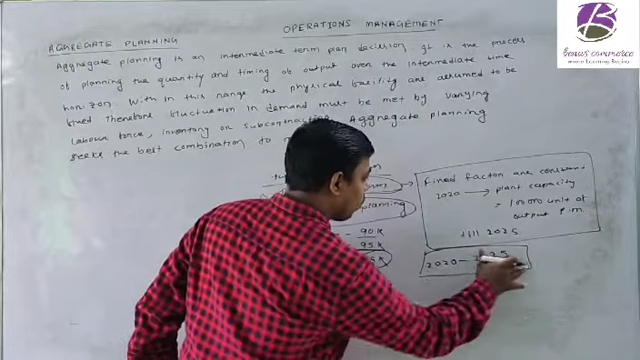 OPERATIONS MANAGEMENT
AGGREGATE PLANNING
Aggregate planning is an intermediate term plan decision. It is the process
of planning the quantity and timing of output over the intermediate time
horizon. With in this range the physical facility are assumed to be
fixed Therefore fluctuation in demand must be met by varying
labour force, inventory or subcontracting Aggregate planning
seeks the best combination to
planning
Fixed factors are constant
2020 → plant capacity
= 100000 unit of
output P.m.
till 2025
90k
95k
2020 -
bonus commerce